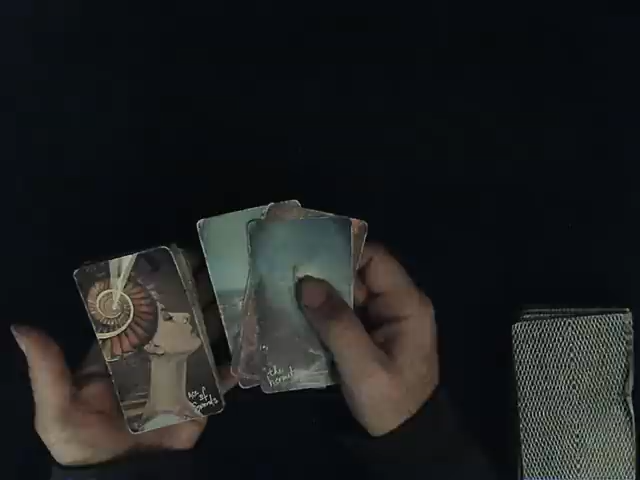 Ace
of
Swords
the
hermit